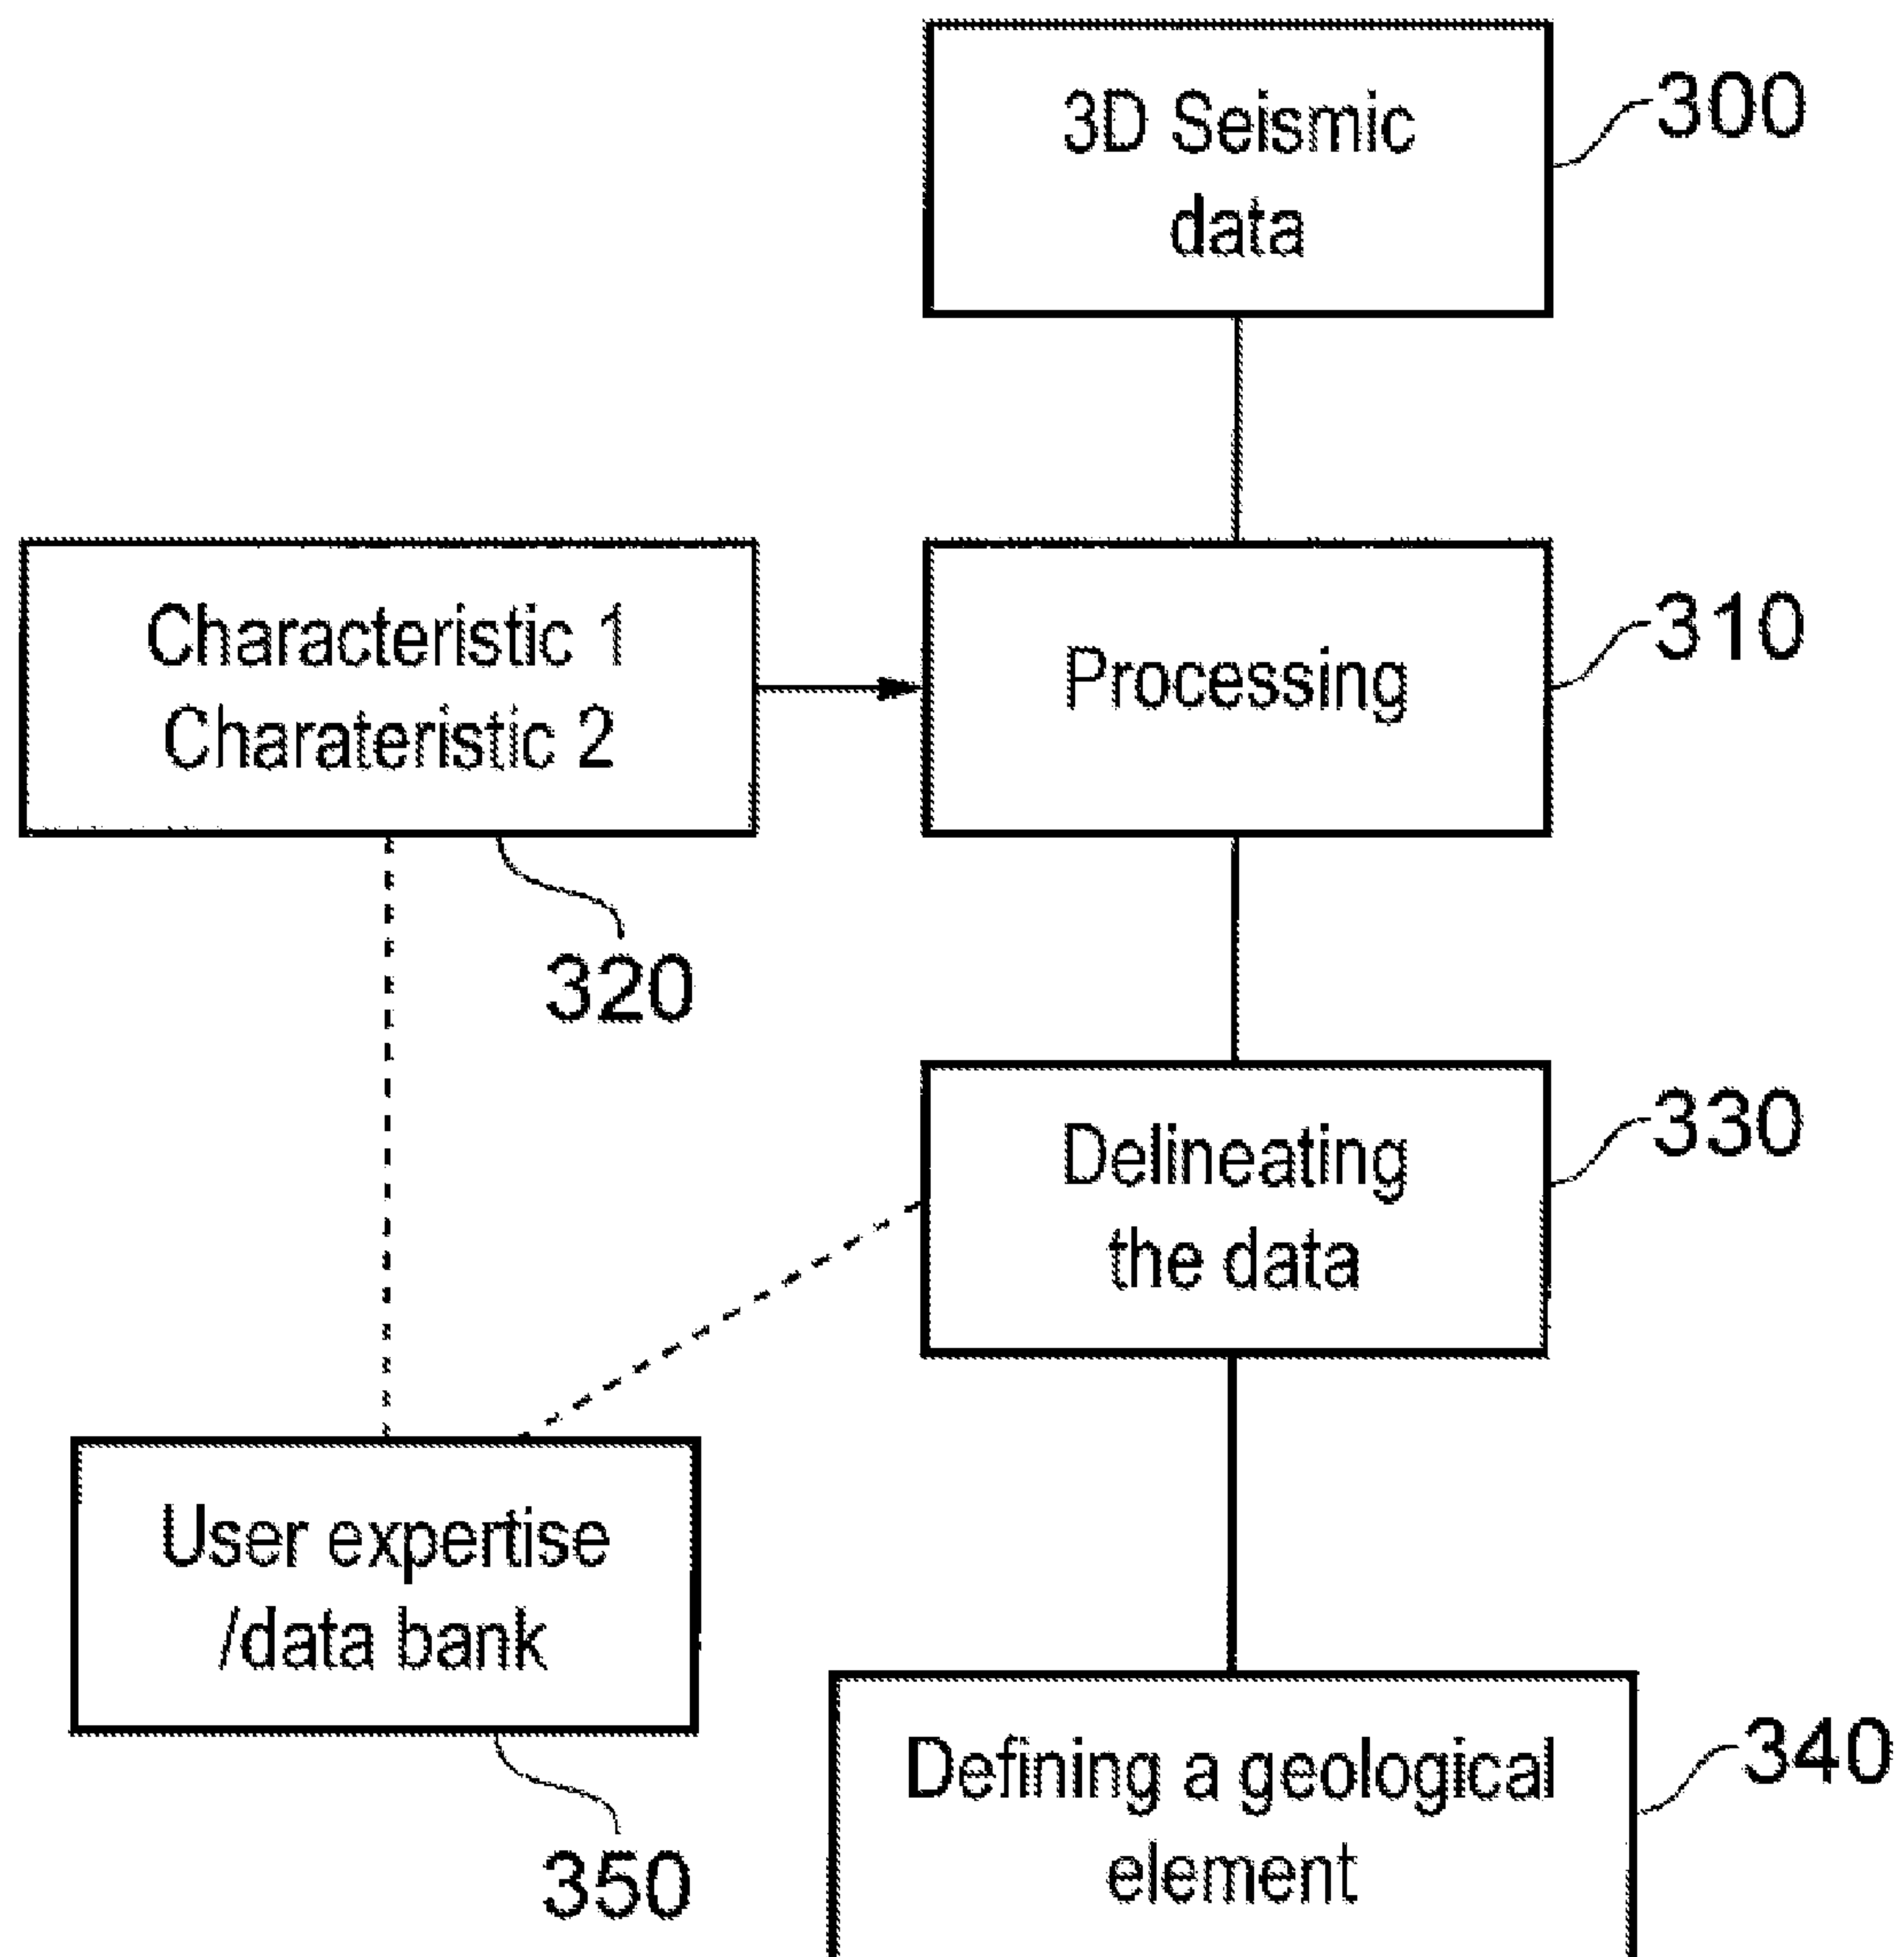 3D Seismic
data
300
Characteristic 1
Charateristic 2
320
Processing
310
Delineating
the data
330
User expertise
/data bank
350
Defining a geological
element
340